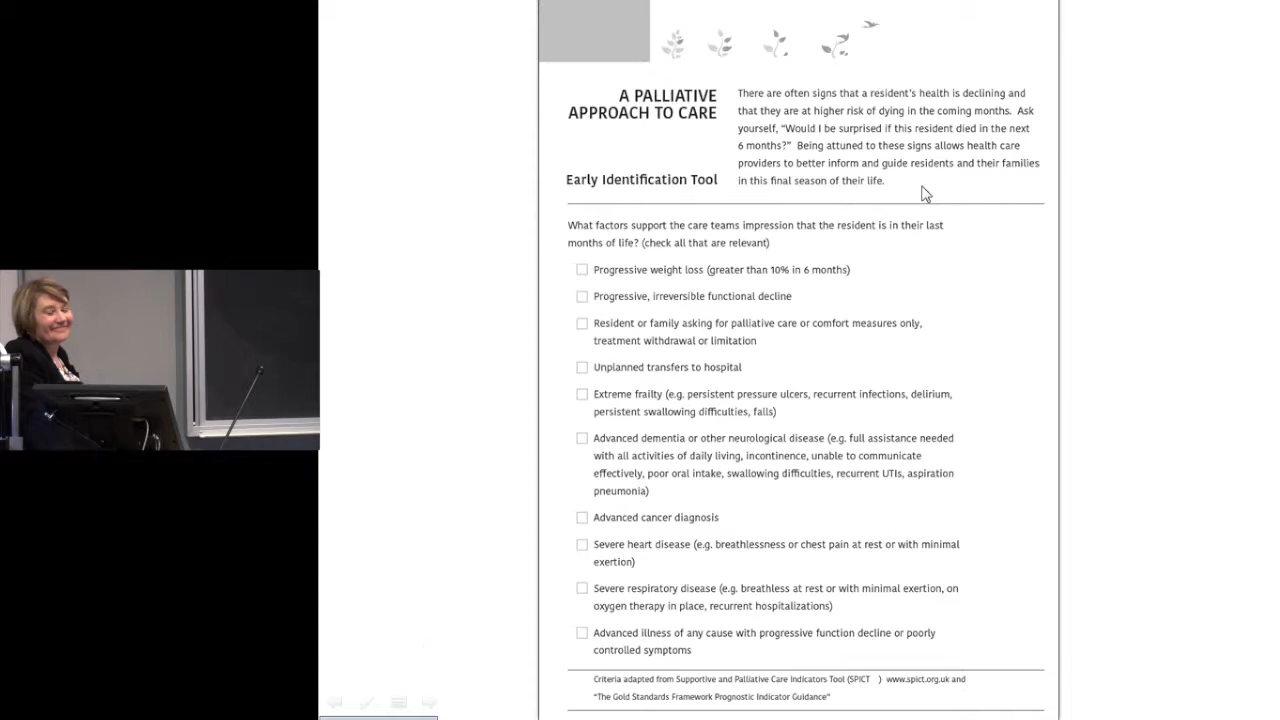 A PALLIATIVE
APPROACH TO CARE
Early Identification Tool
There are often signs that a resident's health is declining and
that they are at higher risk of dying in the coming months. Ask
yourself, "Would I be surprised if this resident died in the next
6 months?" Being attuned to these signs allows health care
providers to better inform and guide residents and their families
in this final season of their life.
What factors support the care teams impression that the resident is in their last
months of life? (check all that are relevant)
Progressive weight loss (greater than 10% in 6 months)
Progressive, irreversible functional decline
Resident or family asking for palliative care or comfort measures only,
treatment withdrawal or limitation
Unplanned transfers to hospital
Extreme frailty (e.g. persistent pressure ulcers, recurrent infections, delirium,
persistent swallowing difficulties, falls)
Advanced dementia or other neurological disease (e.g. full assistance needed
with all activities of daily living, incontinence, unable to communicate
effectively, poor oral intake, swallowing difficulties, recurrent UTIs, aspiration
pneumonia)
Advanced cancer diagnosis
Severe heart disease (e.g. breathlessness or chest pain at rest or with minimal
exertion)
Severe respiratory disease (e.g. breathless at rest or with minimal exertion, on
oxygen therapy in place, recurrent hospitalizations)
Advanced illness of any cause with progressive function decline or poorly
controlled symptoms
Criteria adapted from Supportive and Palliative Care Indicators Tool (SPICT ) www.spict.org.uk and
"The Gold Standards Framework Prognostic Indicator Guidance"